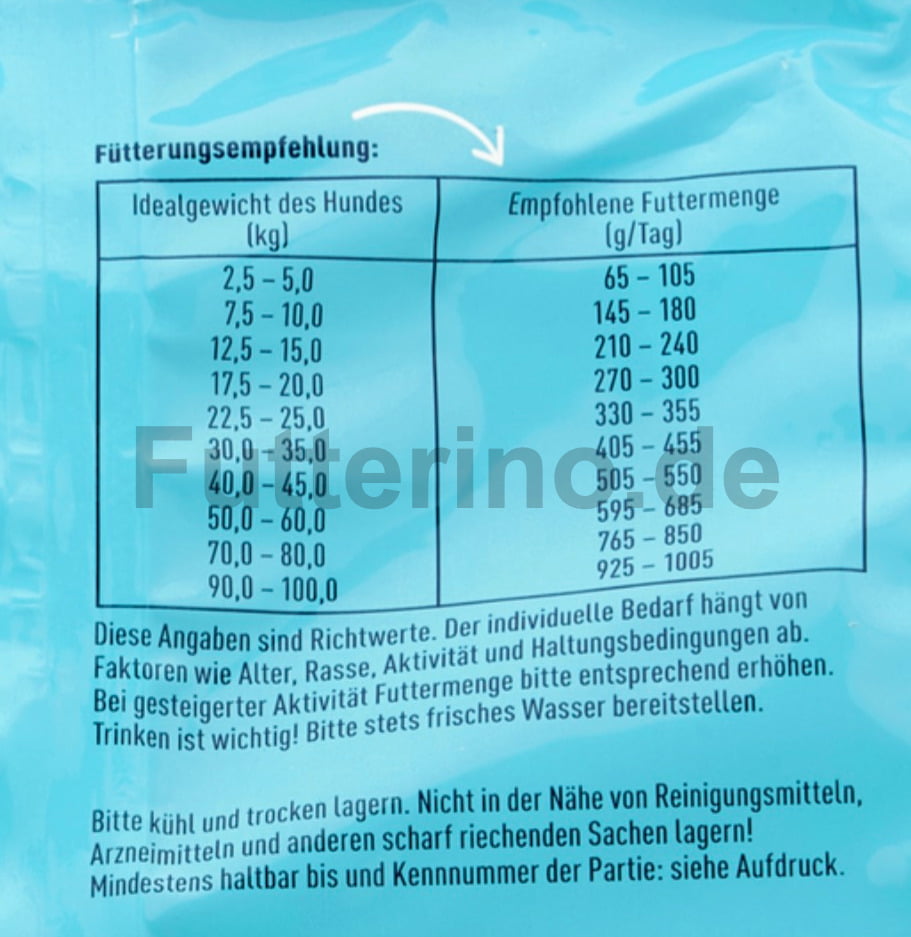 Fütterungsempfehlung:
Idealgewicht des Hundes (kg) Empfohlene Futtermenge (g/Tag)
2,5 – 5,0 65 – 105
7,5 – 10,0 145 – 180
12,5 – 15,0 210 – 240
17,5 – 20,0 270 – 300
22,5 – 25,0 330 – 355
30,0 – 35,0 405 – 455
40,0 – 45,0 505 – 550
50,0 – 60,0 595 – 685
70,0 – 80,0 765 – 850
90,0 – 100,0 925 – 1005
Futterino.de
Diese Angaben sind Richtwerte. Der individuelle Bedarf hängt von
Faktoren wie Alter, Rasse, Aktivität und Haltungsbedingungen ab.
Bei gesteigerter Aktivität Futtermenge bitte entsprechend erhöhen.
Trinken ist wichtig! Bitte stets frisches Wasser bereitstellen.
Bitte kühl und trocken lagern. Nicht in der Nähe von Reinigungsmitteln,
Arzneimitteln und anderen scharf riechenden Sachen lagern!
Mindestens haltbar bis und Kennnummer der Partie: siehe Aufdruck.